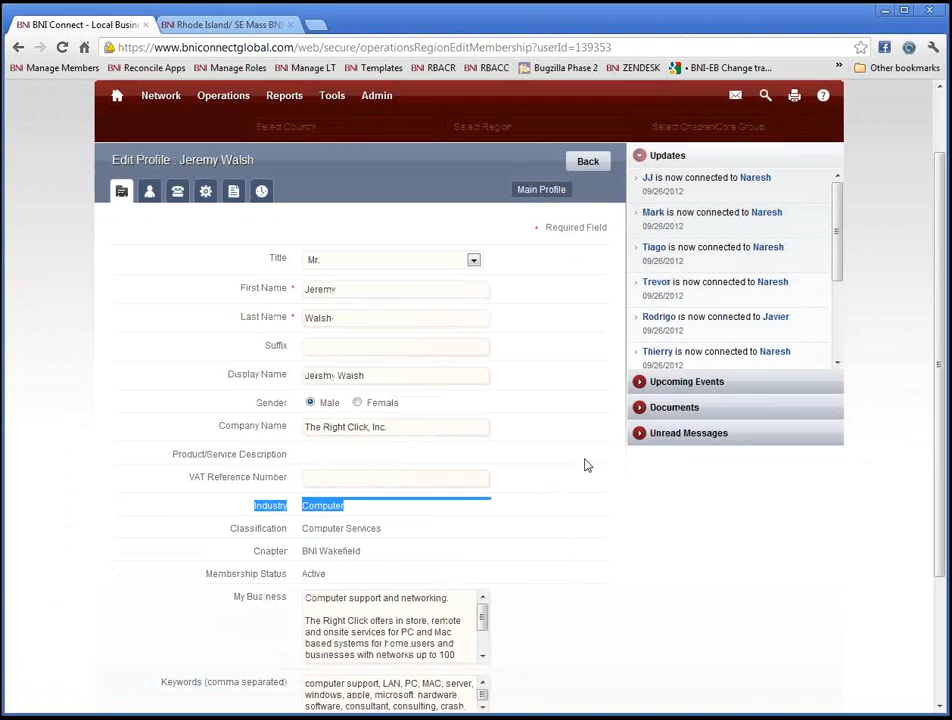 BNI BNI Connect - Local Busin
BNI Rhode Island/ SE Mass BNI
https://www.bniconnectglobal.com/web/secure/operationsRegionEditMembership?userId=139353
BNI Manage Members
BNI Reconcile Apps
BNI Manage Roles
BNI Manage LT
BNI Templates
BNI RBACR
BNI RBACC
Bugzilla Phase 2
BNI ZENDESK
BNI-EB Change tra...
»
Other bookmarks
Network
Operations
Reports
Tools
Admin
Select Country
Select Region
Select Chapter/Core Group
Edit Profile : Jeremy Walsh
Back
Main Profile
* Required Field
Title
Mr.
First Name *
Jeremy
Last Name *
Walsh
Suffix
Display Name
Jeremy Walsh
Gender
Male
Female
Company Name
The Right Click, Inc.
Product/Service Description
VAT Reference Number
Industry
Computer
Classification
Computer Services
Chapter
BNI Wakefield
Membership Status
Active
My Business
Computer support and networking.
The Right Click offers in store, remote
and onsite services for PC and Mac
based systems for home users and
businesses with networks up to 100
Keywords (comma separated)
computer support, LAN, PC, MAC, server,
windows, apple, microsoft, hardware,
software, consultant, consulting, crash,
Updates
JJ is now connected to Naresh
09/26/2012
Mark is now connected to Naresh
09/26/2012
Tiago is now connected to Naresh
09/26/2012
Trevor is now connected to Naresh
09/26/2012
Rodrigo is now connected to Javier
09/26/2012
Thierry is now connected to Naresh
Upcoming Events
Documents
Unread Messages